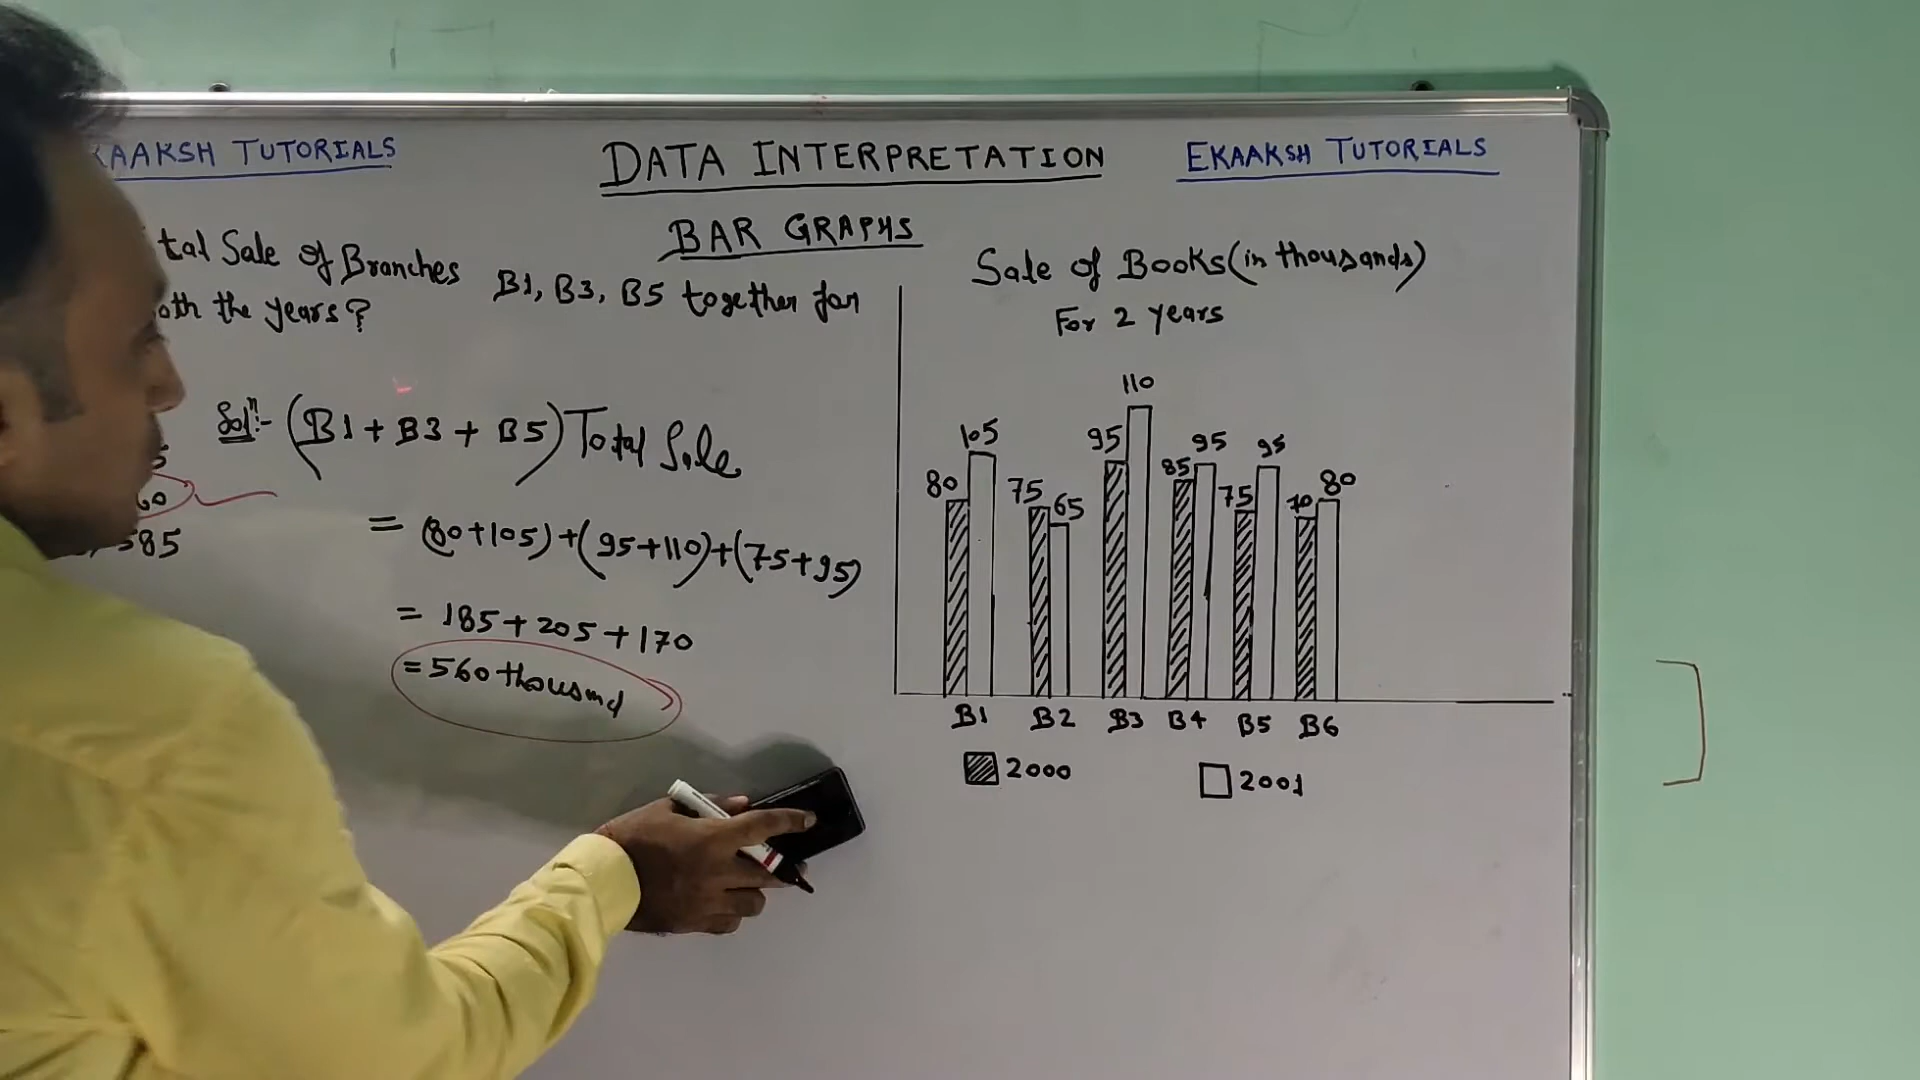 KAAKSH TUTORIALS
DATA INTERPRETATION
EKAAKSH TUTORIALS
BAR GRAPHS
tal Sale of Branches B1, B3, B5 together for
oth the years?
Solⁿ:- (B1 + B3 + B5) Total Sale
= (80+105)+(95+110)+(75+95)
= 185+205+170
= 560 thousand
5
60
585
Sale of Books (in thousands)
For 2 years
80 105 75 65 95 110 85 95 75 95 70 80
B1 B2 B3 B4 B5 B6
2000 2001